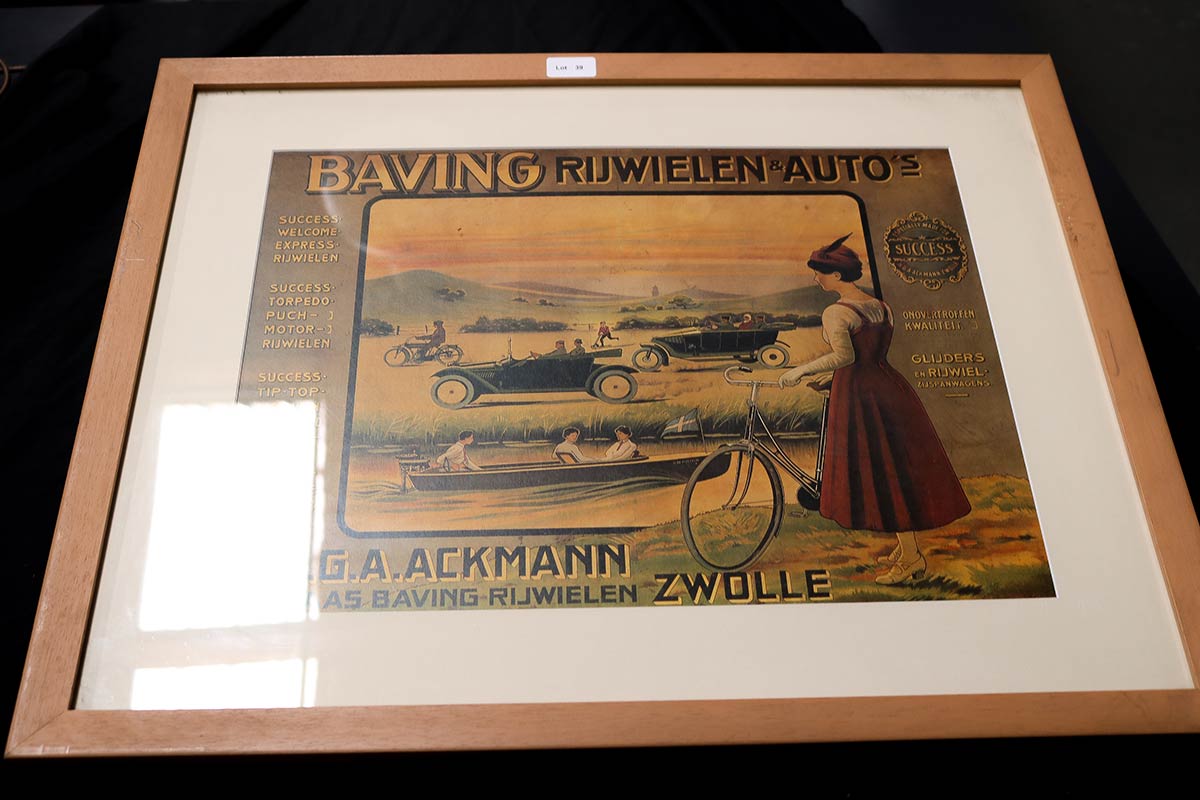 Lot 39
BAVING RIJWIELEN & AUTO'S
SUCCESS-
WELCOME-
EXPRESS-
RIJWIELEN
SUCCESS-
TORPEDO-
PUCH-
MOTOR-
RIJWIELEN
SUCCESS-
TIP-TOP-
SUCCESS
ONOVERTROFFEN
KWALITEIT
GLIJDERS
EN RIJWIEL-
ZIJSPANWAGENS
G.A. ACKMANN
AS BAVING-RIJWIELEN
ZWOLLE